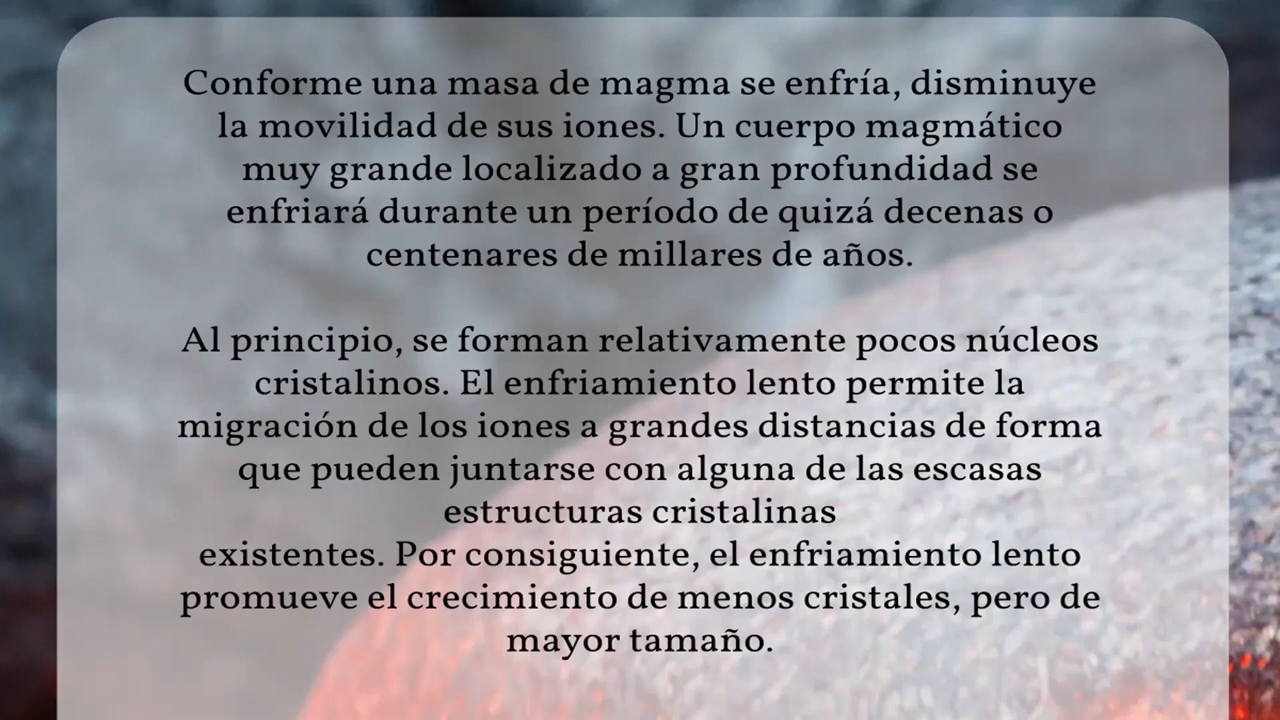 Conforme una masa de magma se enfría, disminuye
la movilidad de sus iones. Un cuerpo magmático
muy grande localizado a gran profundidad se
enfriará durante un período de quizá decenas o
centenares de millares de años.
Al principio, se forman relativamente pocos núcleos
cristalinos. El enfriamiento lento permite la
migración de los iones a grandes distancias de forma
que pueden juntarse con alguna de las escasas
estructuras cristalinas
existentes. Por consiguiente, el enfriamiento lento
promueve el crecimiento de menos cristales, pero de
mayor tamaño.